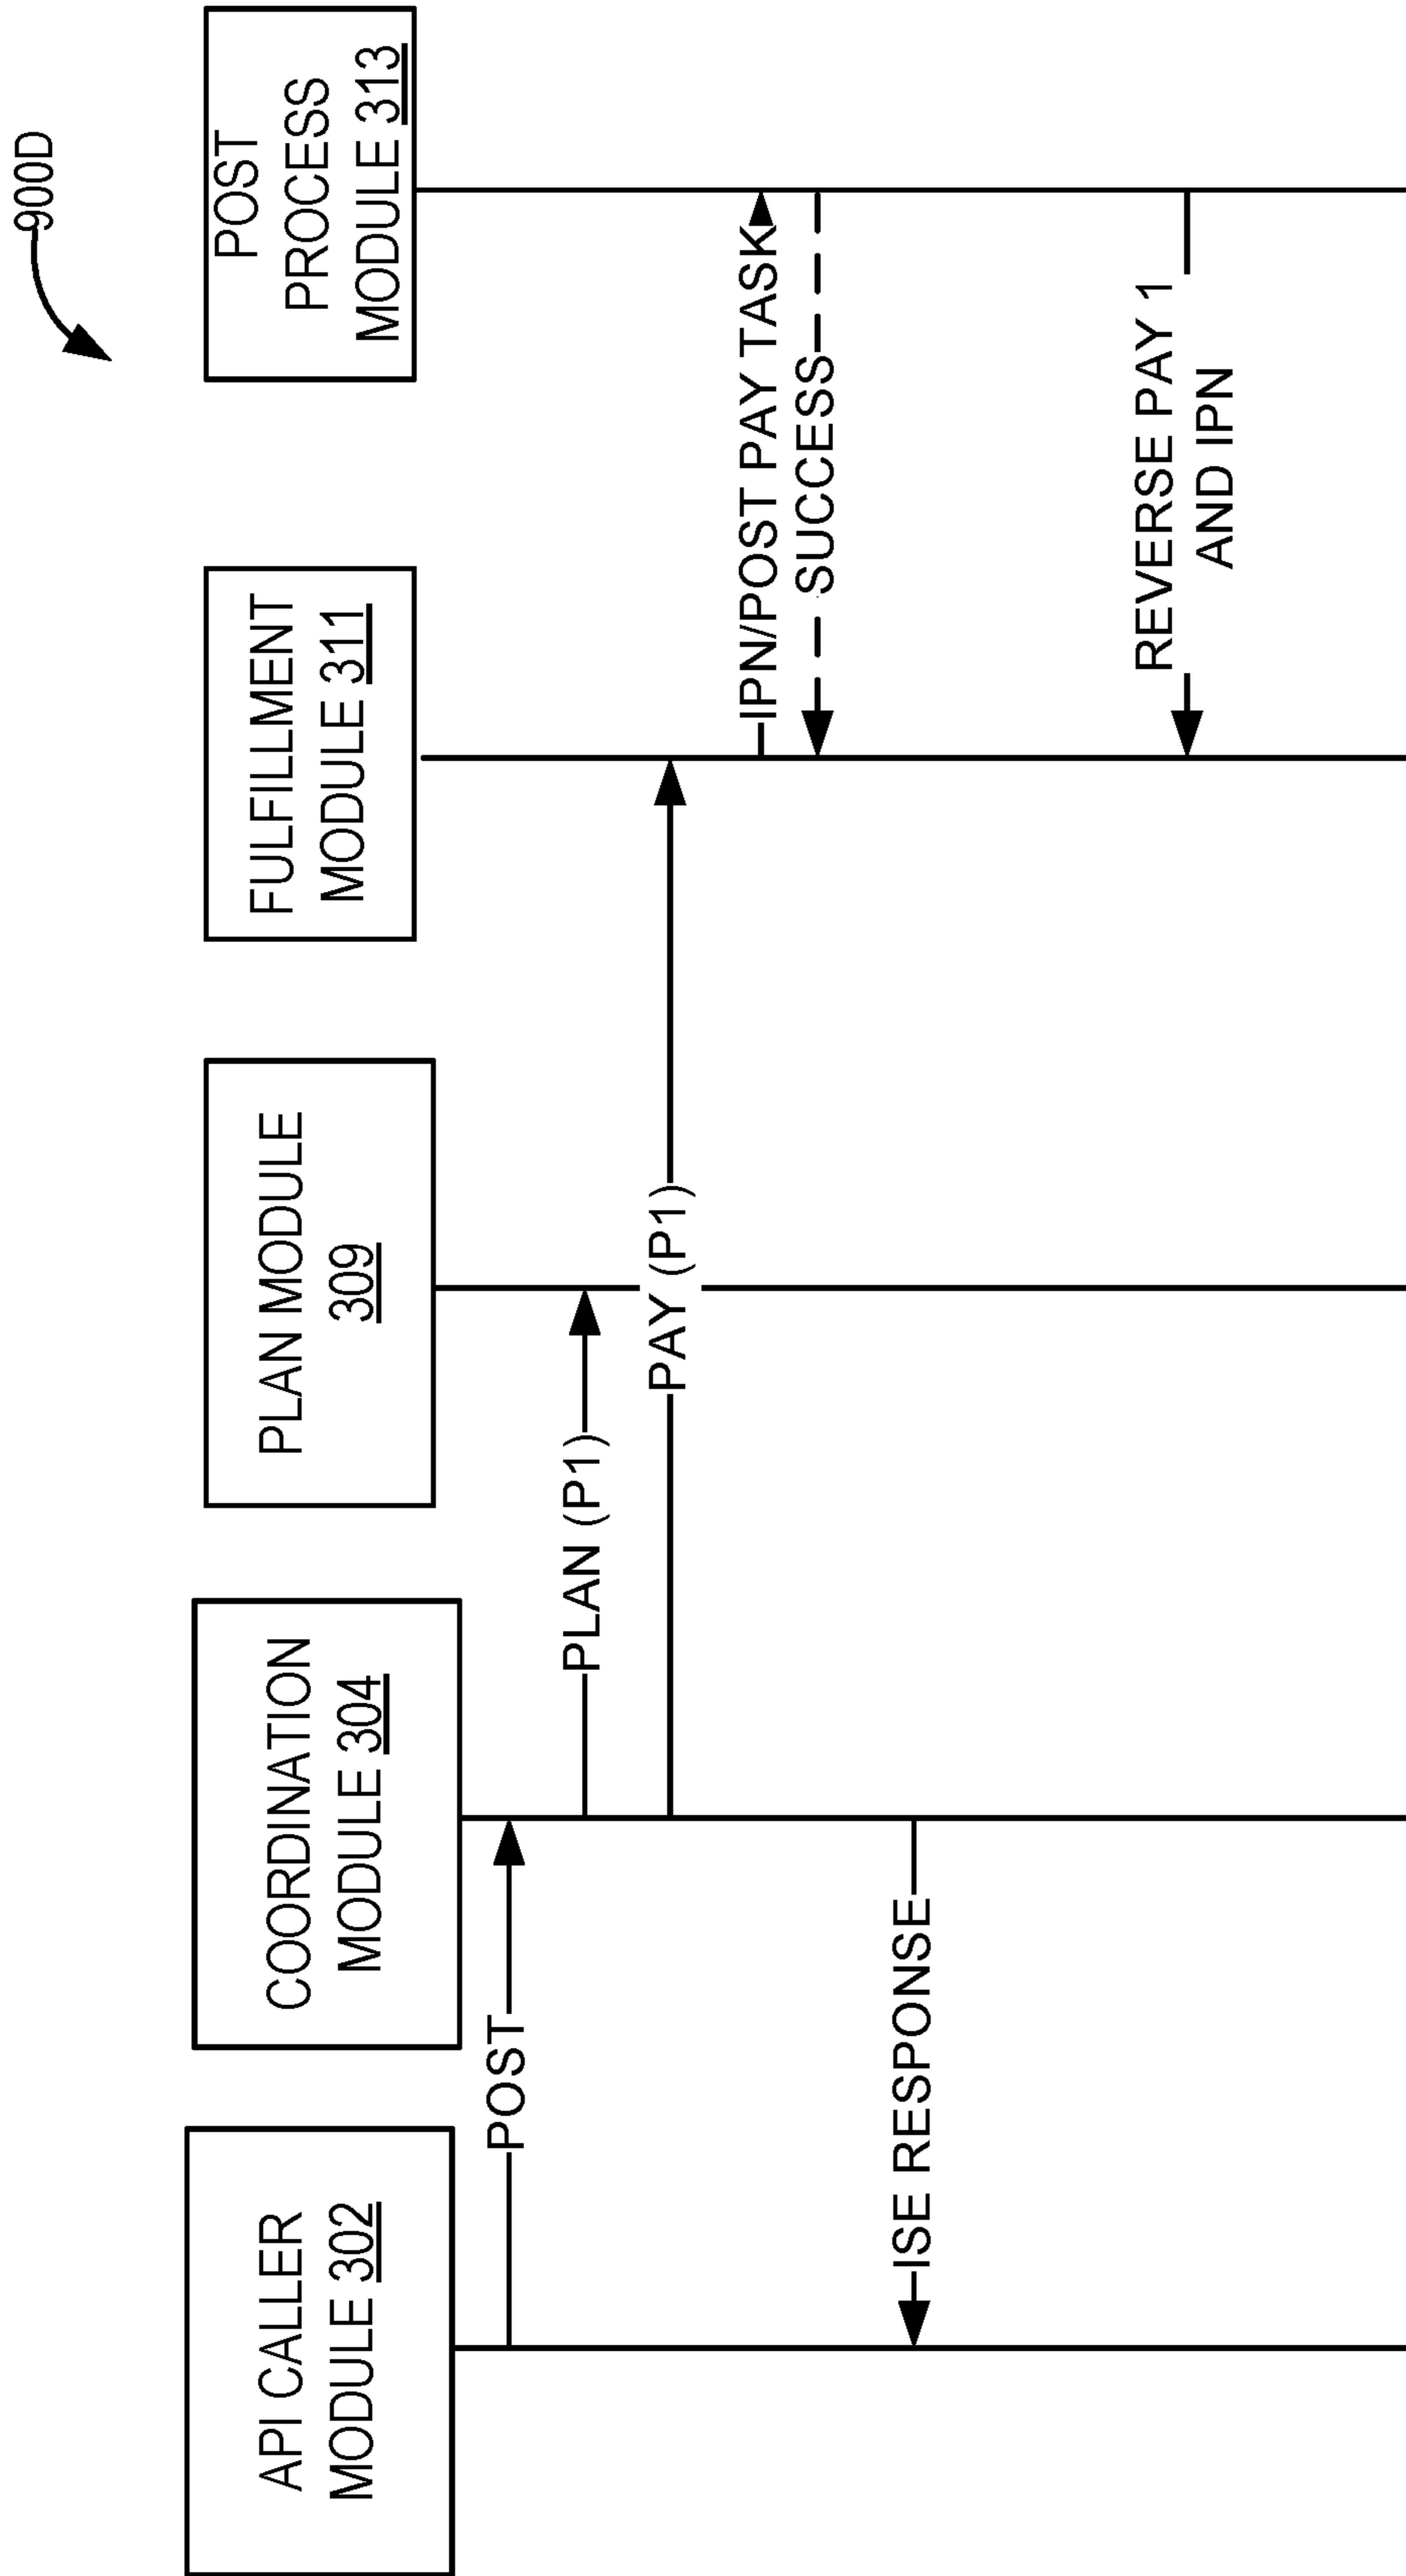 900D
API CALLER
MODULE 302
COORDINATION
MODULE 304
PLAN MODULE
309
FULFILLMENT
MODULE 311
POST
PROCESS
MODULE 313
POST
PLAN (P1)
PAY (P1)
IPN/POST PAY TASK
SUCCESS
ISE RESPONSE
REVERSE PAY 1
AND IPN